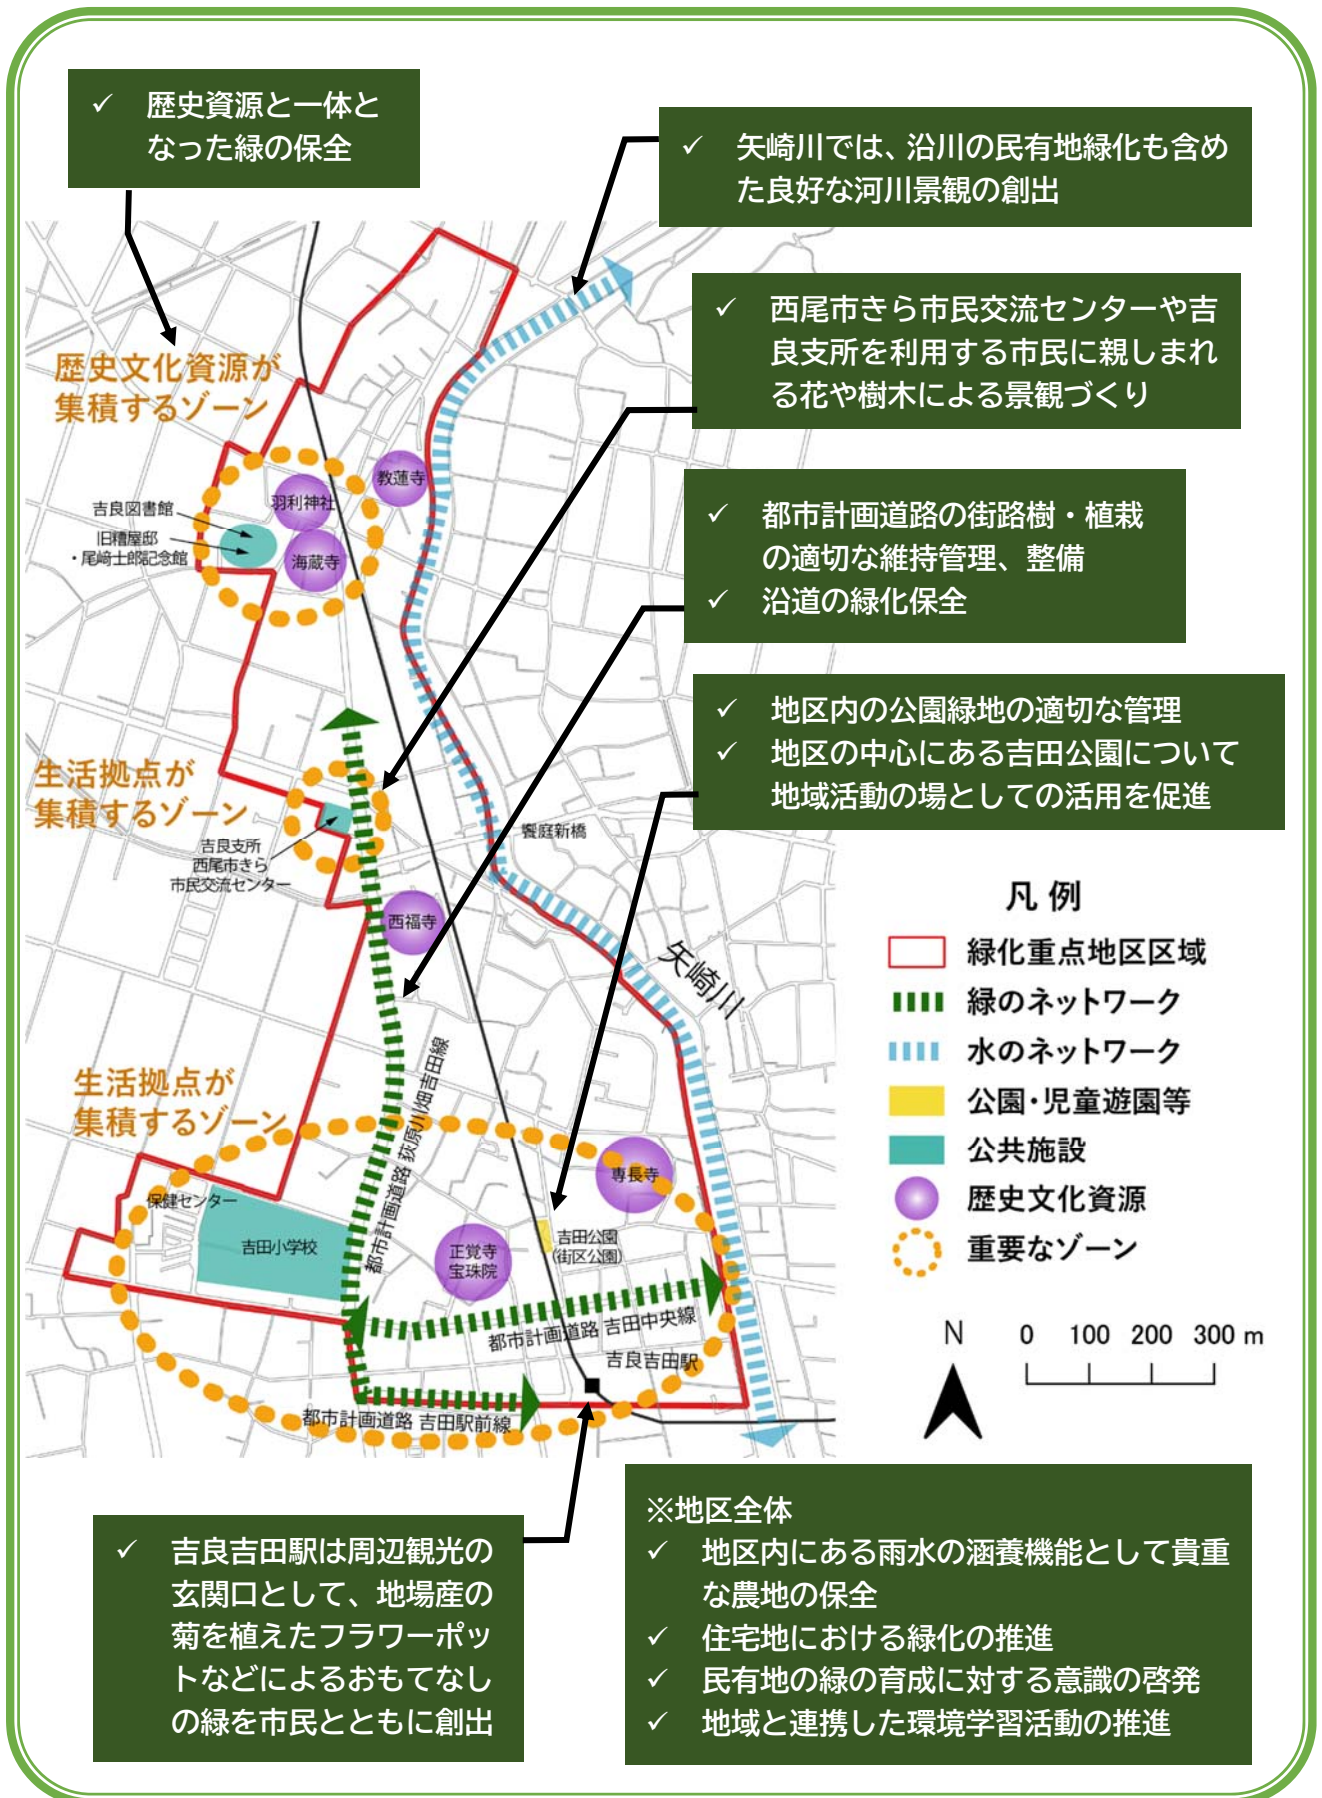 ✓ 歴史資源と一体と
なった緑の保全
✓ 矢崎川では、沿川の民有地緑化も含め
た良好な河川景観の創出
✓ 西尾市きら市民交流センターや吉
良支所を利用する市民に親しまれ
る花や樹木による景観づくり
✓ 都市計画道路の街路樹・植栽
の適切な維持管理、整備
✓ 沿道の緑化保全
✓ 地区内の公園緑地の適切な管理
✓ 地区の中心にある吉田公園について
地域活動の場としての活用を促進
歴史文化資源が
集積するゾーン
教蓮寺
羽利神社
吉良図書館
旧糟屋邸
・尾﨑士郎記念館
海蔵寺
生活拠点が
集積するゾーン
吉良支所
西尾市きら
市民交流センター
饗庭新橋
西福寺
矢崎川
都市計画道路 荻原川畑吉田線
生活拠点が
集積するゾーン
保健センター
吉田小学校
専長寺
正覚寺
宝珠院
吉田公園
(街区公園)
都市計画道路 吉田中央線
吉良吉田駅
都市計画道路 吉田駅前線
凡 例
緑化重点地区区域
緑のネットワーク
水のネットワーク
公園・児童遊園等
公共施設
歴史文化資源
重要なゾーン
N
0 100 200 300 m
✓ 吉良吉田駅は周辺観光の
玄関口として、地場産の
菊を植えたフラワーポッ
トなどによるおもてなし
の緑を市民とともに創出
※地区全体
✓ 地区内にある雨水の涵養機能として貴重
な農地の保全
✓ 住宅地における緑化の推進
✓ 民有地の緑の育成に対する意識の啓発
✓ 地域と連携した環境学習活動の推進